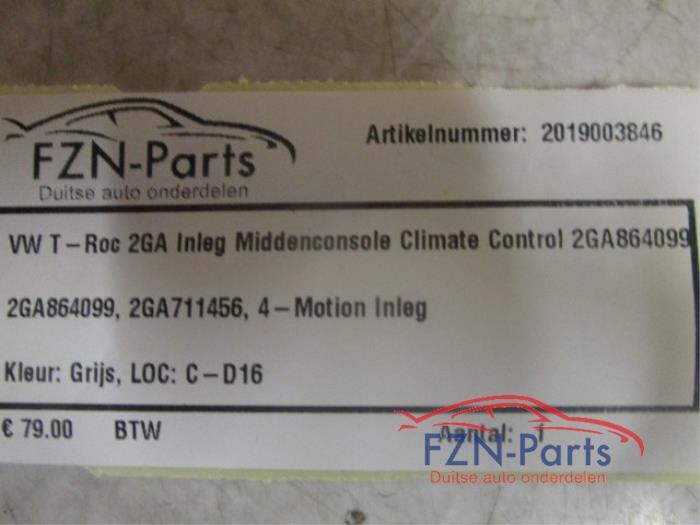 FZN-Parts
Duitse auto onderdelen
Artikelnummer: 2019003846
VW T-Roc 2GA Inleg Middenconsole Climate Control 2GA864099
2GA864099, 2GA711456, 4-Motion Inleg
Kleur: Grijs, LOC: C-D16
€ 79.00 BTW Aantal: 1
FZN-Parts
Duitse auto onderdelen